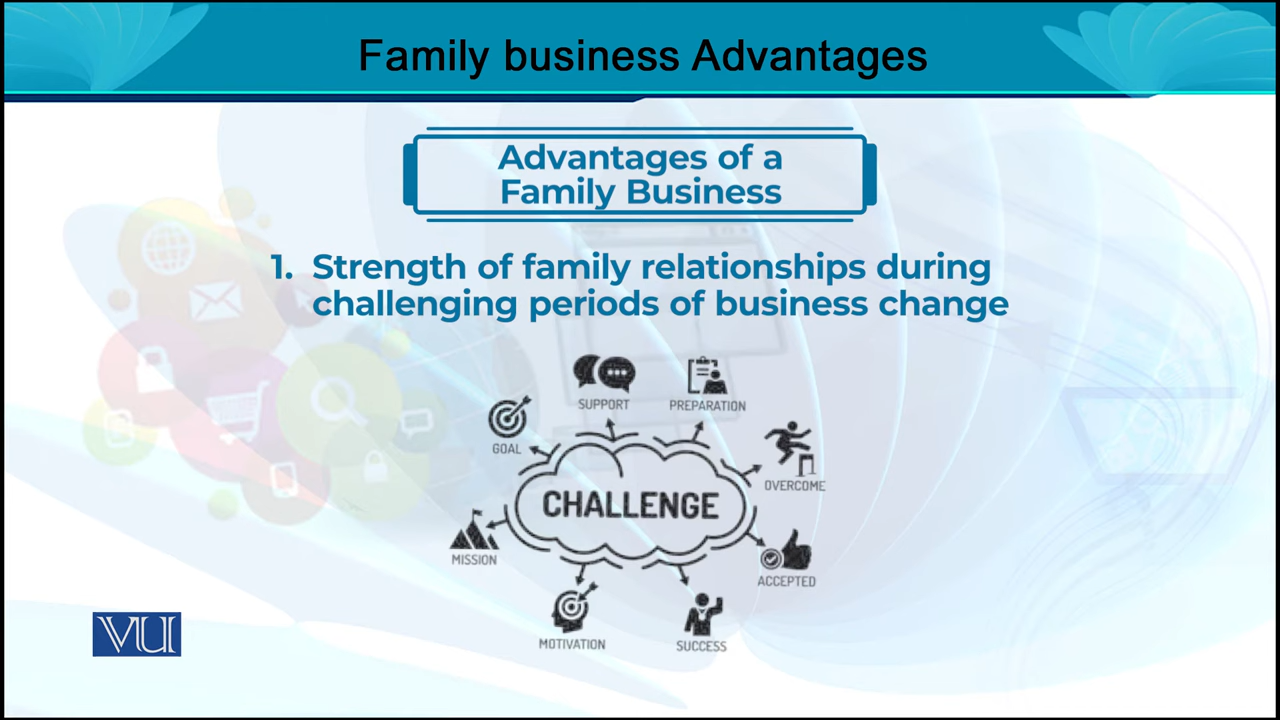 Family business Advantages
Advantages of a
Family Business
1. Strength of family relationships during
challenging periods of business change
SUPPORT
PREPARATION
GOAL
OVERCOME
CHALLENGE
MISSION
ACCEPTED
MOTIVATION
SUCCESS
VU